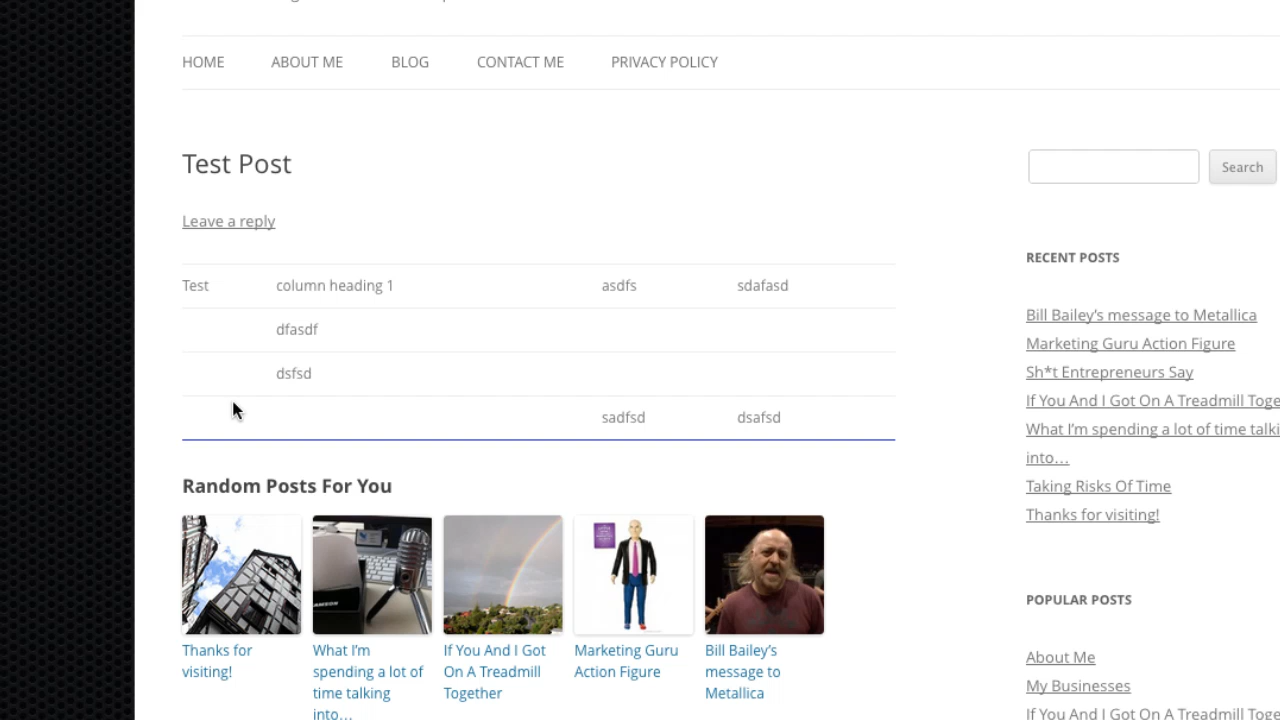 HOME ABOUT ME BLOG CONTACT ME PRIVACY POLICY
Test Post
Leave a reply
Test column heading 1 asdfs sdafasd
dfasdf
dsfsd
sadfsd dsafsd
Random Posts For You
Thanks for
visiting!
What I'm
spending a lot of
time talking
into…
If You And I Got
On A Treadmill
Together
Marketing Guru
Action Figure
Bill Bailey's
message to
Metallica
Search
RECENT POSTS
Bill Bailey's message to Metallica
Marketing Guru Action Figure
Sh*t Entrepreneurs Say
If You And I Got On A Treadmill Toge
What I'm spending a lot of time talki
into…
Taking Risks Of Time
Thanks for visiting!
POPULAR POSTS
About Me
My Businesses
If You And I Got On A Treadmill Toge